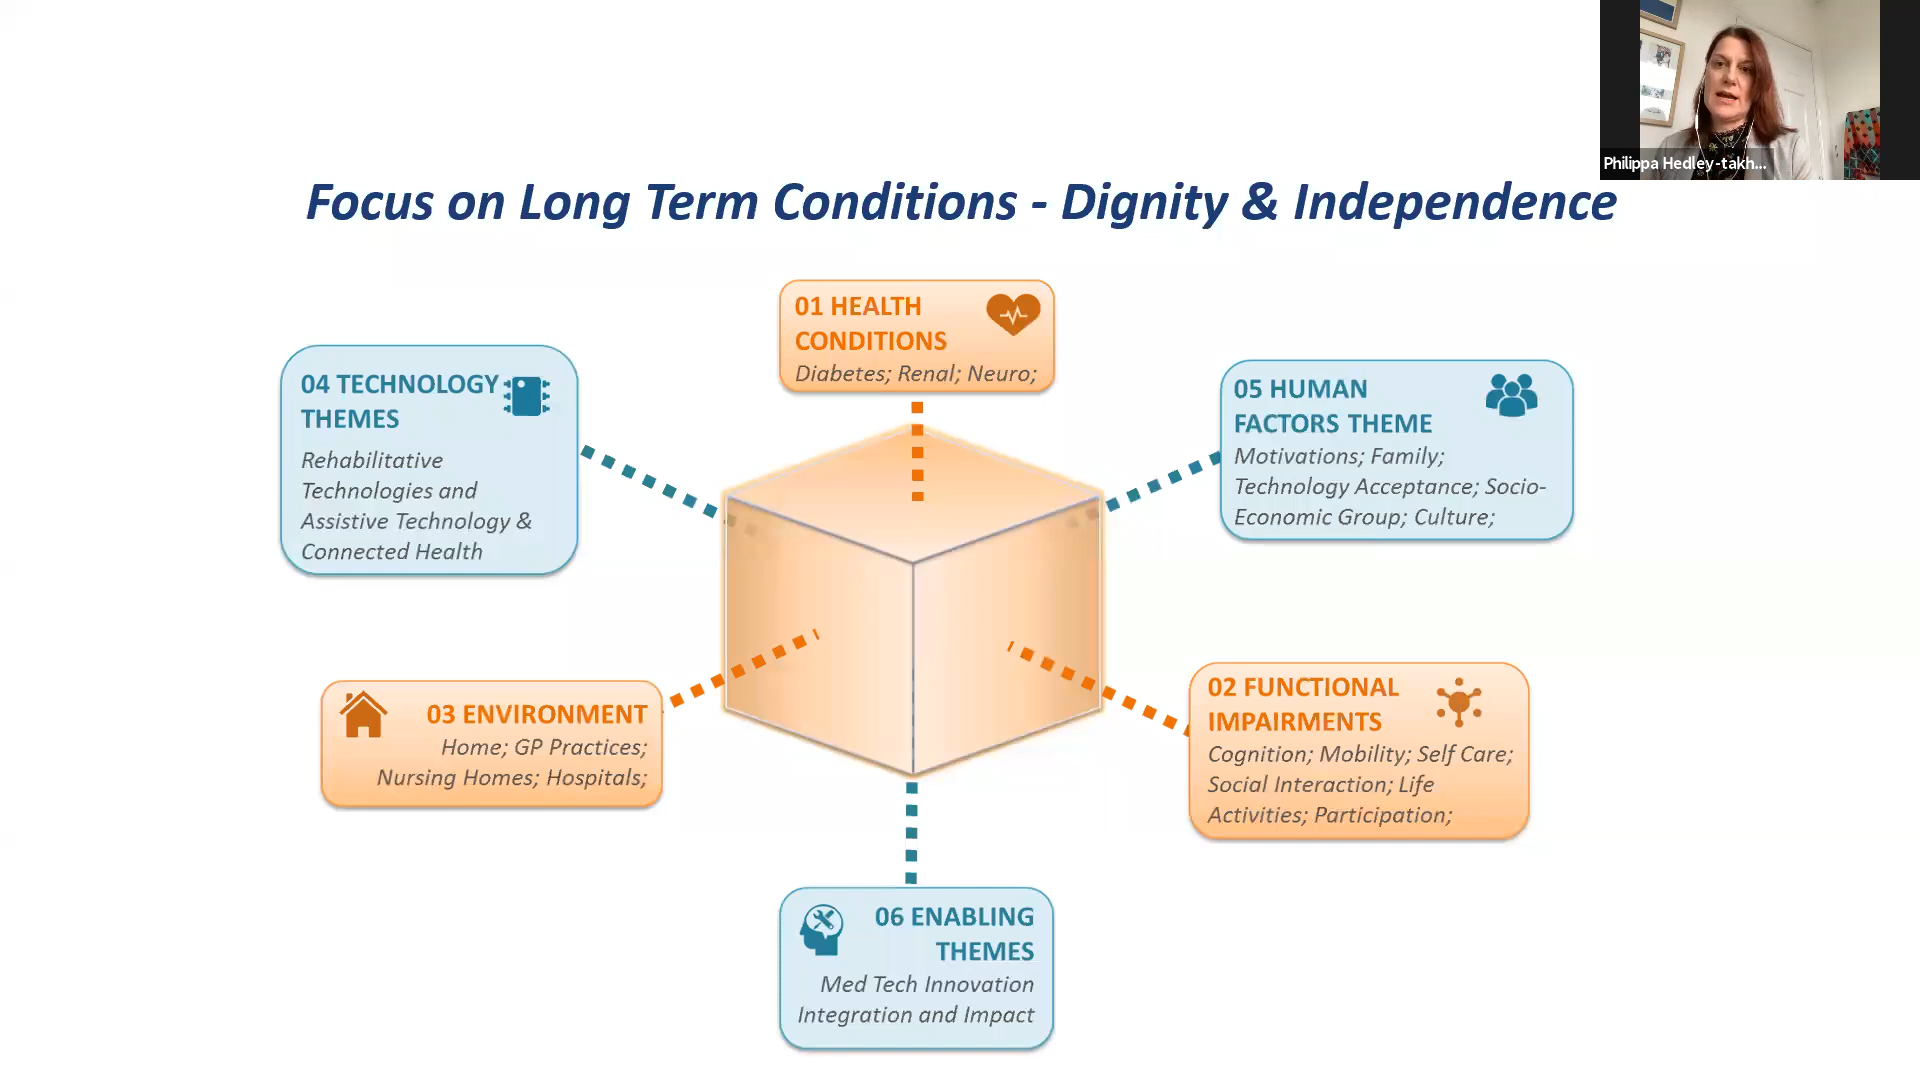 Philippa Hedley-takh...
Focus on Long Term Conditions - Dignity & Independence
01 HEALTH
CONDITIONS
Diabetes; Renal; Neuro;
04 TECHNOLOGY
THEMES
Rehabilitative
Technologies and
Assistive Technology &
Connected Health
05 HUMAN
FACTORS THEME
Motivations; Family;
Technology Acceptance; Socio-
Economic Group; Culture;
03 ENVIRONMENT
Home; GP Practices;
Nursing Homes; Hospitals;
02 FUNCTIONAL
IMPAIRMENTS
Cognition; Mobility; Self Care;
Social Interaction; Life
Activities; Participation;
06 ENABLING
THEMES
Med Tech Innovation
Integration and Impact